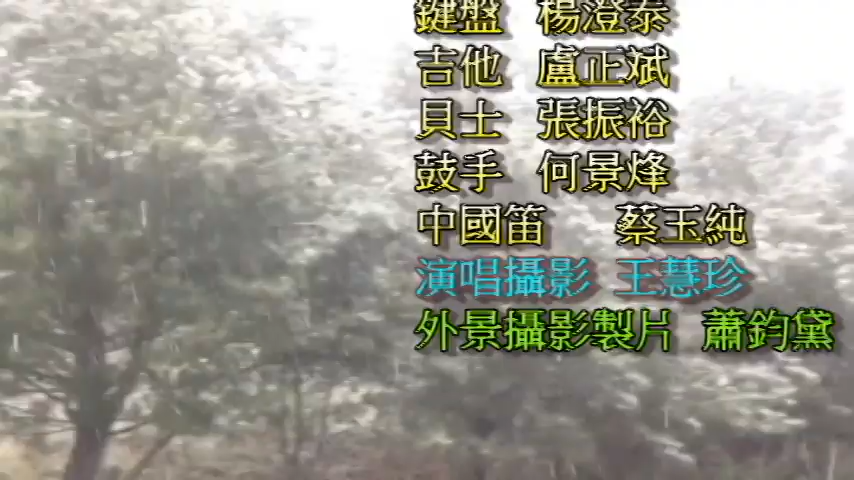 鍵盤 楊澄泰
吉他 盧正斌
貝士 張振裕
鼓手 何景烽
中國笛 蔡玉純
演唱攝影 王慧珍
外景攝影製片 蕭鈞黛